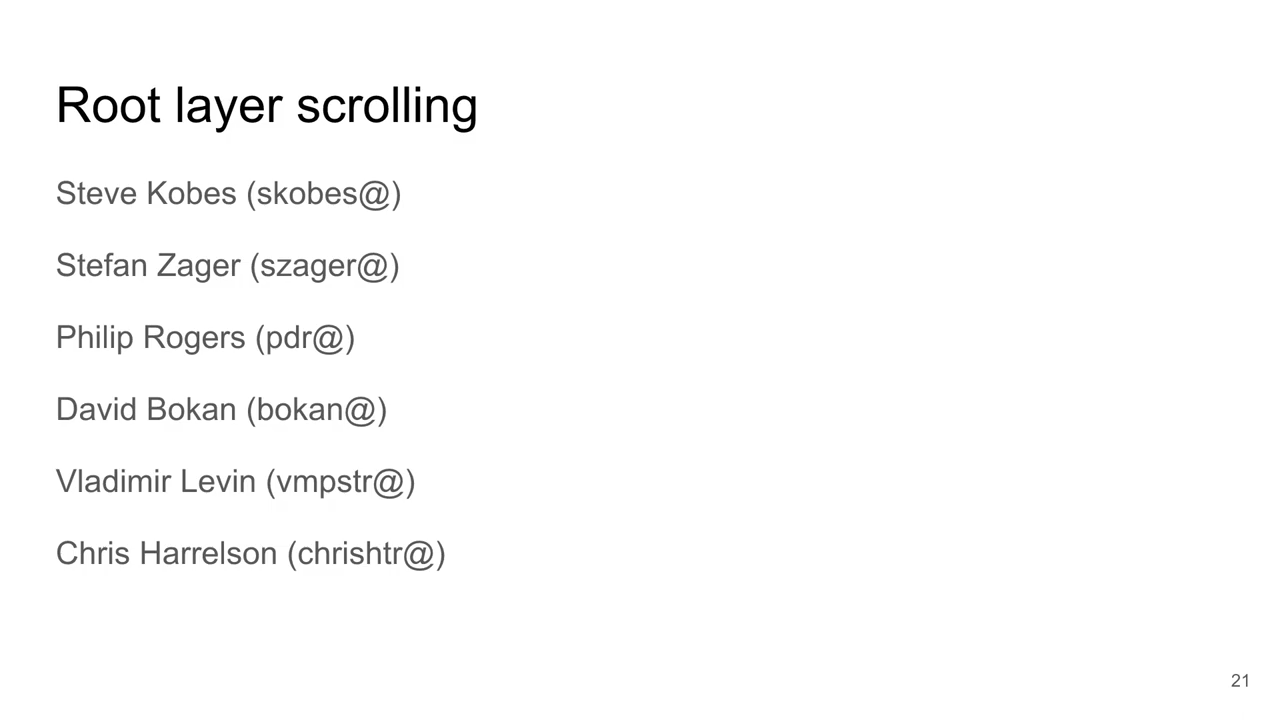 Root layer scrolling
Steve Kobes (skobes@)
Stefan Zager (szager@)
Philip Rogers (pdr@)
David Bokan (bokan@)
Vladimir Levin (vmpstr@)
Chris Harrelson (chrishtr@)
21